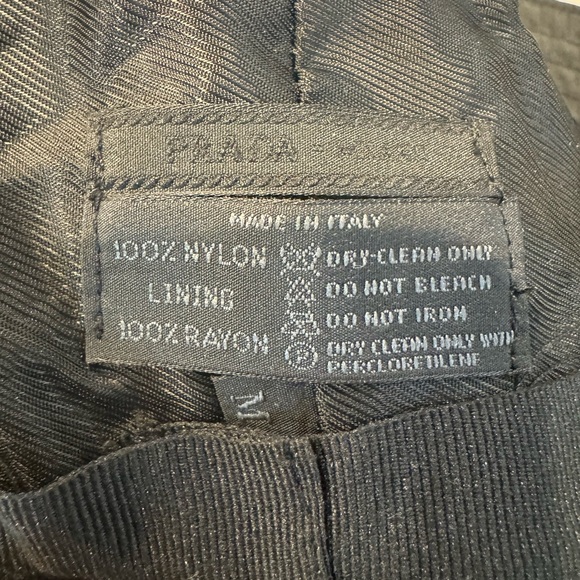 PRADA - MILANO
MADE IN ITALY
100% NYLON
LINING
100% RAYON
DRY-CLEAN ONLY
DO NOT BLEACH
DO NOT IRON
P
DRY CLEAN ONLY WITH
PERCLORETILENE
M